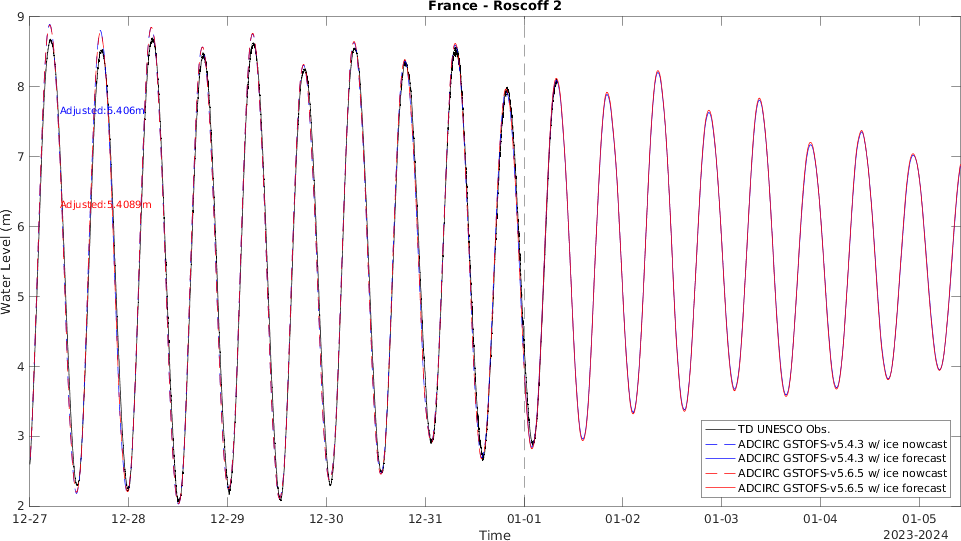 France - Roscoff 2
9
8
7
6
5
4
3
2
Water Level (m)
Adjusted:5.406m
Adjusted:5.4089m
TD UNESCO Obs.
ADCIRC GSTOFS-v5.4.3 w/ ice nowcast
ADCIRC GSTOFS-v5.4.3 w/ ice forecast
ADCIRC GSTOFS-v5.6.5 w/ ice nowcast
ADCIRC GSTOFS-v5.6.5 w/ ice forecast
12-27 12-28 12-29 12-30 12-31 01-01 01-02 01-03 01-04 01-05
Time
2023-2024